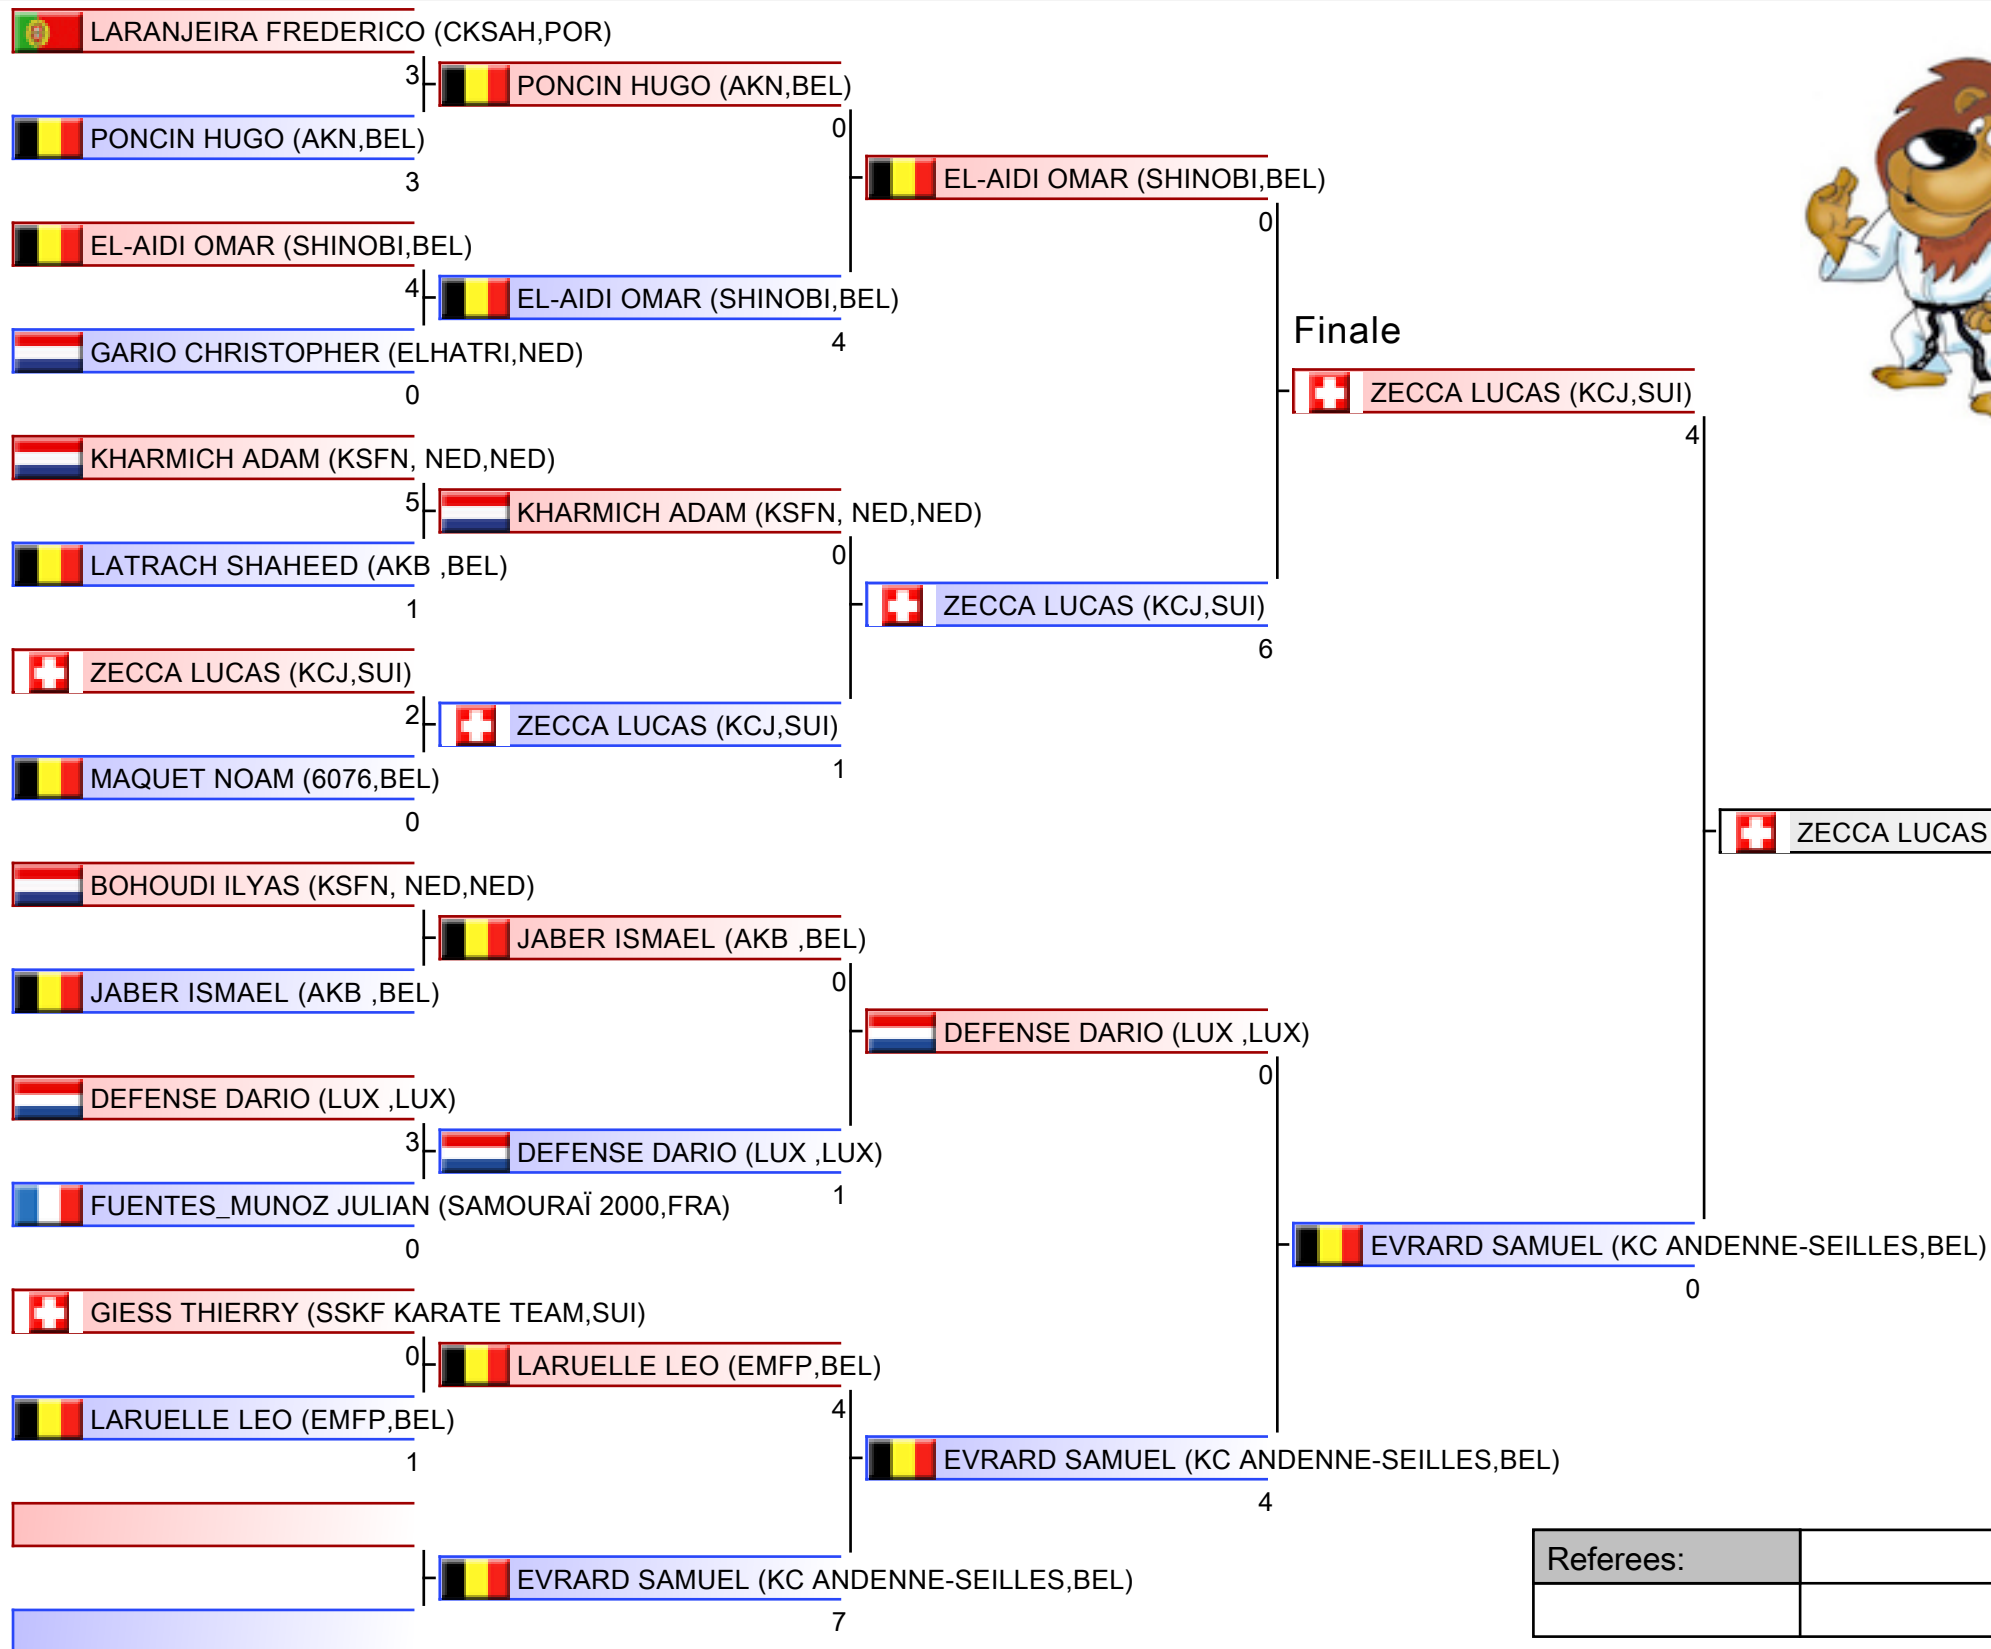 LARANJEIRA FREDERICO (CKSAH,POR)
3
PONCIN HUGO (AKN,BEL)
PONCIN HUGO (AKN,BEL)
0
3
EL-AIDI OMAR (SHINOBI,BEL)
0
EL-AIDI OMAR (SHINOBI,BEL)
4
EL-AIDI OMAR (SHINOBI,BEL)
4
GARIO CHRISTOPHER (ELHATRI,NED)
0
Finale
ZECCA LUCAS (KCJ,SUI)
4
KHARMICH ADAM (KSFN, NED,NED)
5
KHARMICH ADAM (KSFN, NED,NED)
0
LATRACH SHAHEED (AKB ,BEL)
1
ZECCA LUCAS (KCJ,SUI)
6
ZECCA LUCAS (KCJ,SUI)
2
ZECCA LUCAS (KCJ,SUI)
1
MAQUET NOAM (6076,BEL)
0
ZECCA LUCAS
BOHOUDI ILYAS (KSFN, NED,NED)
JABER ISMAEL (AKB ,BEL)
0
JABER ISMAEL (AKB ,BEL)
DEFENSE DARIO (LUX ,LUX)
0
DEFENSE DARIO (LUX ,LUX)
3
DEFENSE DARIO (LUX ,LUX)
1
FUENTES_MUNOZ JULIAN (SAMOURAÏ 2000,FRA)
0
EVRARD SAMUEL (KC ANDENNE-SEILLES,BEL)
0
GIESS THIERRY (SSKF KARATE TEAM,SUI)
0
LARUELLE LEO (EMFP,BEL)
4
LARUELLE LEO (EMFP,BEL)
1
EVRARD SAMUEL (KC ANDENNE-SEILLES,BEL)
4
EVRARD SAMUEL (KC ANDENNE-SEILLES,BEL)
7
Referees: